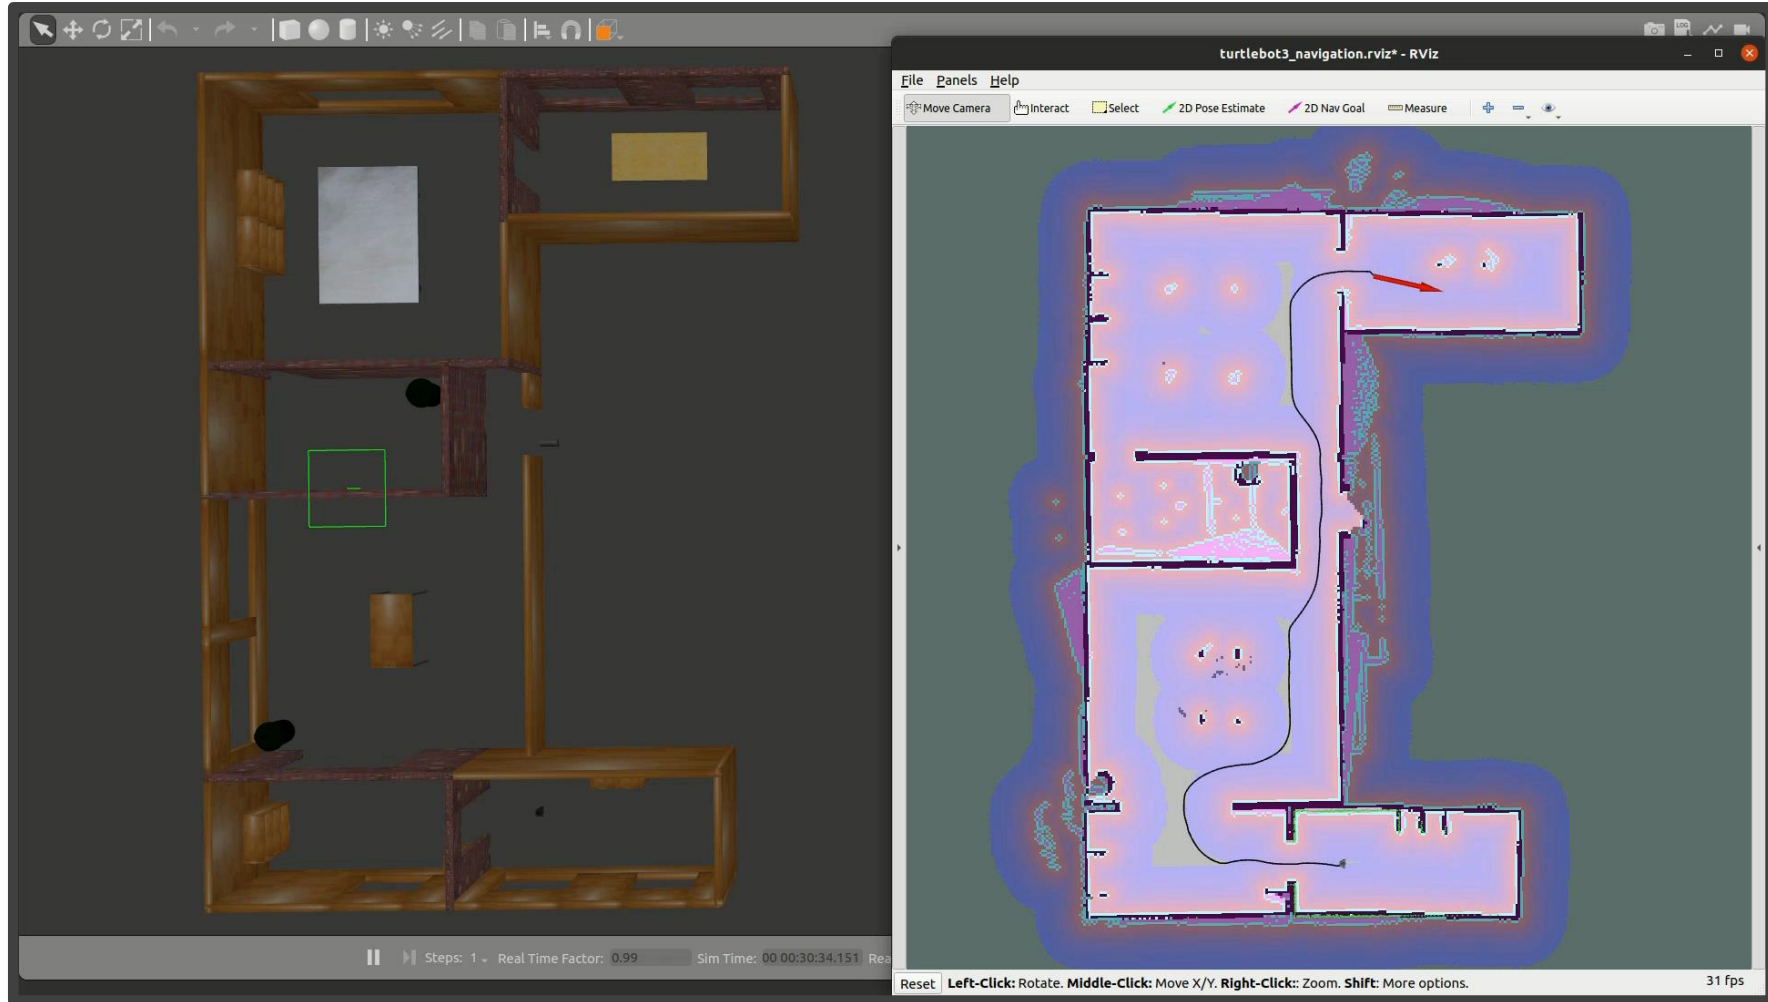 turtlebot3_navigation.rviz* - RViz
File Panels Help
Move Camera Interact Select 2D Pose Estimate 2D Nav Goal Measure
LOG
Steps: 1 Real Time Factor: 0.99 Sim Time: 00 00:30:34.151 Rea
Reset Left-Click: Rotate. Middle-Click: Move X/Y. Right-Click:: Zoom. Shift: More options. 31 fps